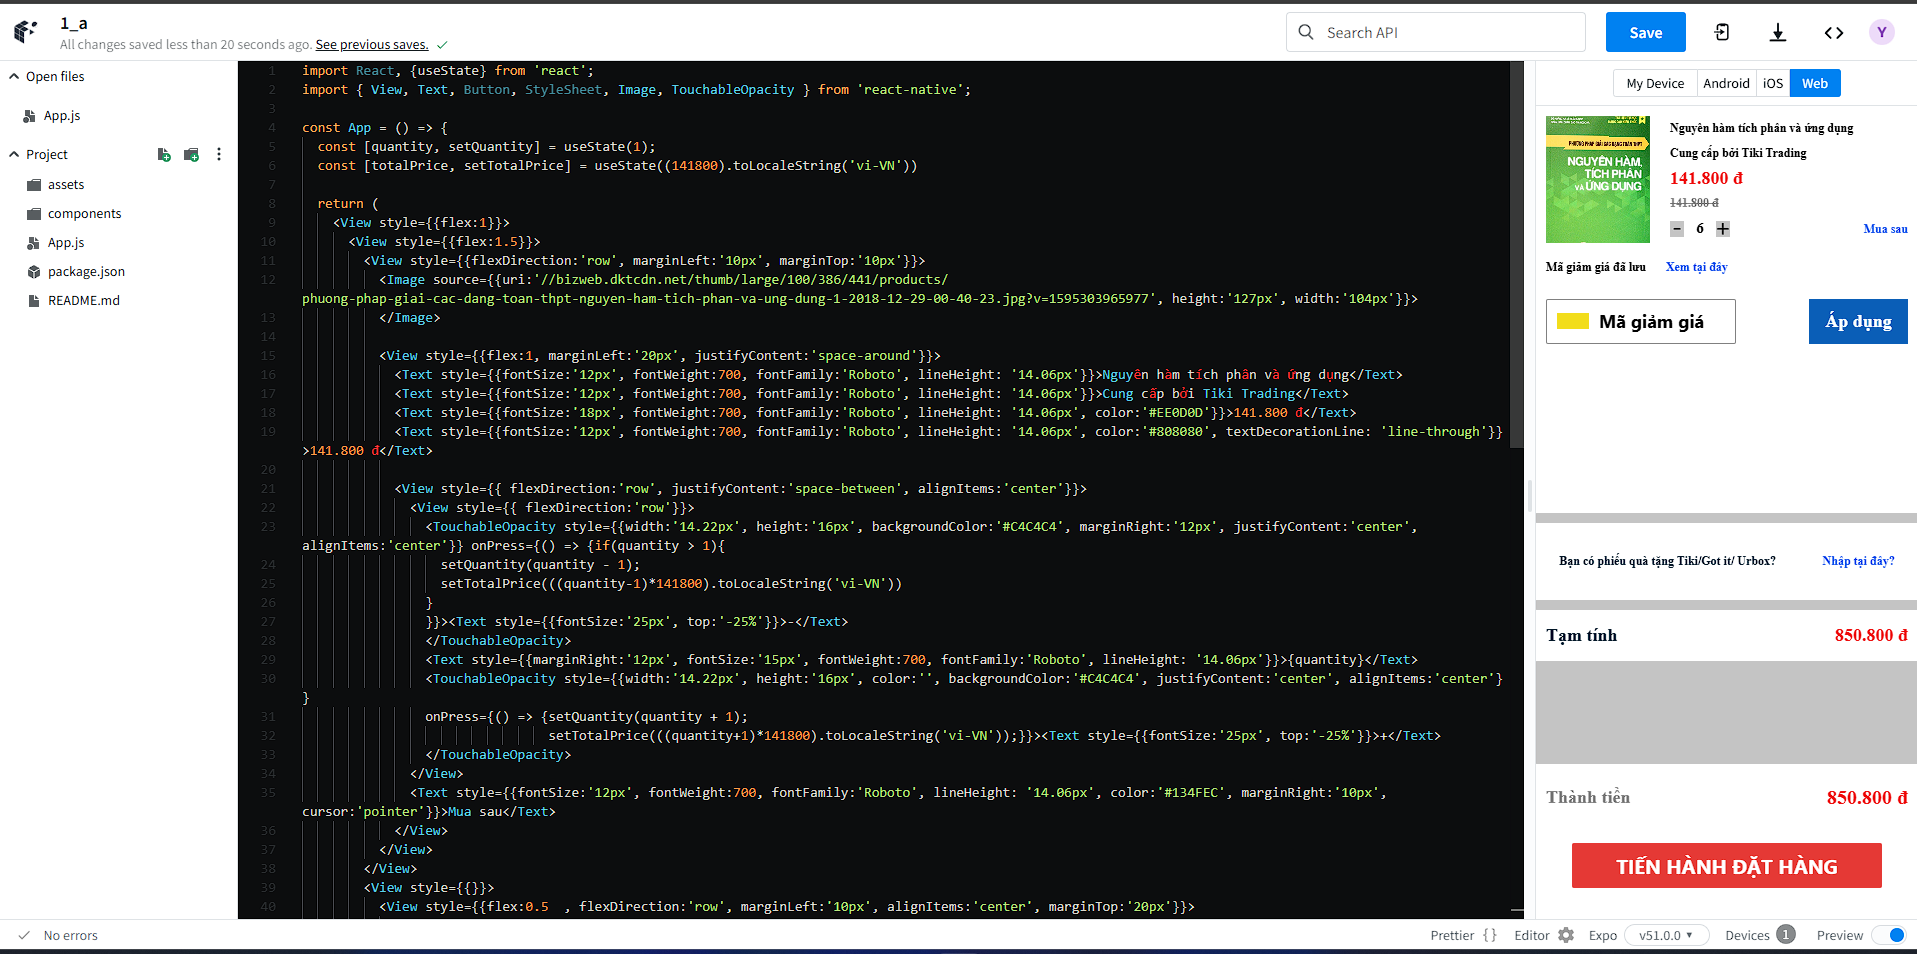 1_a
All changes saved less than 20 seconds ago. See previous saves.
Search API
Save
Y
Open files
App.js
Project
assets
components
App.js
package.json
README.md
1 import React, {useState} from 'react';
2 import { View, Text, Button, StyleSheet, Image, TouchableOpacity } from 'react-native';
3
4 const App = () => {
5 const [quantity, setQuantity] = useState(1);
6 const [totalPrice, setTotalPrice] = useState((141800).toLocaleString('vi-VN'))
7
8 return (
9 <View style={{flex:1}}>
10 <View style={{flex:1.5}}>
11 <View style={{flexDirection:'row', marginLeft:'10px', marginTop:'10px'}}>
12 <Image source={{uri:'//bizweb.dktcdn.net/thumb/large/100/386/441/products/
phuong-phap-giai-cac-dang-toan-thpt-nguyen-ham-tich-phan-va-ung-dung-1-2018-12-29-00-40-23.jpg?v=1595303965977', height:'127px', width:'104px'}}>
13 </Image>
14
15 <View style={{flex:1, marginLeft:'20px', justifyContent:'space-around'}}>
16 <Text style={{fontSize:'12px', fontWeight:700, fontFamily:'Roboto', lineHeight: '14.06px'}}>Nguyên hàm tích phân và ứng dụng</Text>
17 <Text style={{fontSize:'12px', fontWeight:700, fontFamily:'Roboto', lineHeight: '14.06px'}}>Cung cấp bởi Tiki Trading</Text>
18 <Text style={{fontSize:'18px', fontWeight:700, fontFamily:'Roboto', lineHeight: '14.06px', color:'#EE0D0D'}}>141.800 đ</Text>
19 <Text style={{fontSize:'12px', fontWeight:700, fontFamily:'Roboto', lineHeight: '14.06px', color:'#808080', textDecorationLine: 'line-through'}}
>141.800 đ</Text>
20
21 <View style={{ flexDirection:'row', justifyContent:'space-between', alignItems:'center'}}>
22 <View style={{ flexDirection:'row'}}>
23 <TouchableOpacity style={{width:'14.22px', height:'16px', backgroundColor:'#C4C4C4', marginRight:'12px', justifyContent:'center',
alignItems:'center'}} onPress={() => {if(quantity > 1){
24 setQuantity(quantity - 1);
25 setTotalPrice(((quantity-1)*141800).toLocaleString('vi-VN'))
26 }
27 }}><Text style={{fontSize:'25px', top:'-25%'}}>-</Text>
28 </TouchableOpacity>
29 <Text style={{marginRight:'12px', fontSize:'15px', fontWeight:700, fontFamily:'Roboto', lineHeight: '14.06px'}}>{quantity}</Text>
30 <TouchableOpacity style={{width:'14.22px', height:'16px', color:'', backgroundColor:'#C4C4C4', justifyContent:'center', alignItems:'center'}
}
31 onPress={() => {setQuantity(quantity + 1);
32 setTotalPrice(((quantity+1)*141800).toLocaleString('vi-VN'));}}><Text style={{fontSize:'25px', top:'-25%'}}>+</Text>
33 </TouchableOpacity>
34 </View>
35 <Text style={{fontSize:'12px', fontWeight:700, fontFamily:'Roboto', lineHeight: '14.06px', color:'#134FEC', marginRight:'10px',
cursor:'pointer'}}>Mua sau</Text>
36 </View>
37 </View>
38 </View>
39 <View style={{}}>
40 <View style={{flex:0.5  , flexDirection:'row', marginLeft:'10px', alignItems:'center', marginTop:'20px'}}>
My Device Android iOS Web
PHƯƠNG PHÁP GIẢI CÁC DẠNG TOÁN THPT
NGUYÊN HÀM,
TÍCH PHÂN
VÀ ỨNG DỤNG
Nguyên hàm tích phân và ứng dụng
Cung cấp bởi Tiki Trading
141.800 đ
141.800 đ
- 6 + Mua sau
Mã giảm giá đã lưu Xem tại đây
Mã giảm giá Áp dụng
Bạn có phiếu quà tặng Tiki/Got it/ Urbox? Nhập tại đây?
Tạm tính 850.800 đ
Thành tiền 850.800 đ
TIẾN HÀNH ĐẶT HÀNG
No errors
Prettier { } Editor Expo v51.0.0 Devices 1 Preview